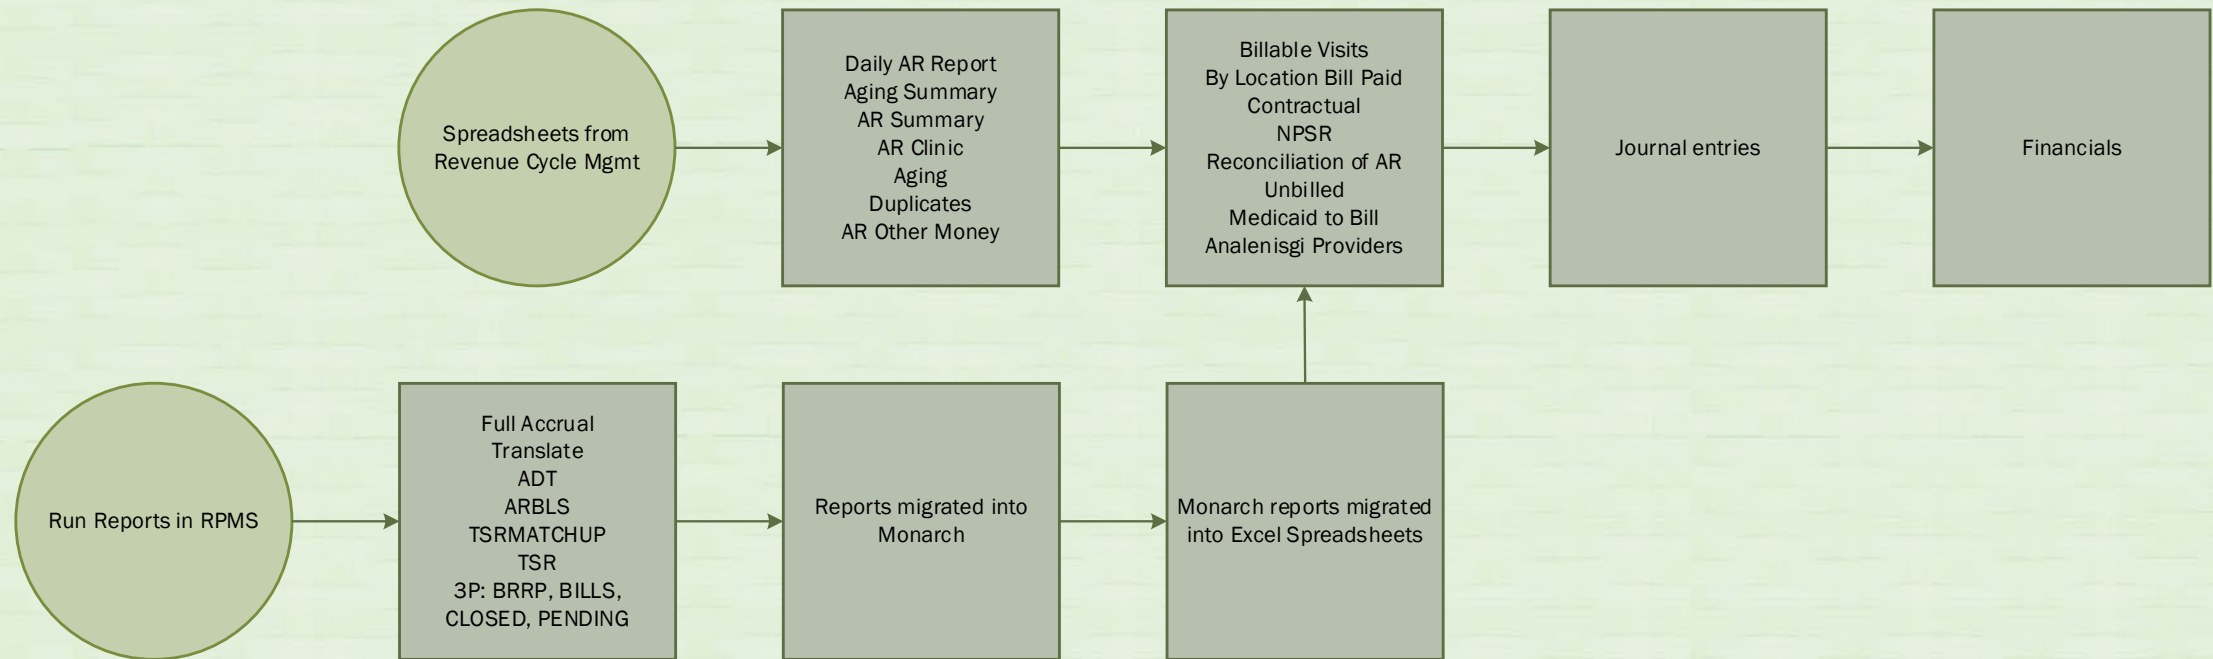 Spreadsheets from
Revenue Cycle Mgmt
Daily AR Report
Aging Summary
AR Summary
AR Clinic
Aging
Duplicates
AR Other Money
Billable Visits
By Location Bill Paid
Contractual
NPSR
Reconciliation of AR
Unbilled
Medicaid to Bill
Analenisgi Providers
Journal entries
Financials
Run Reports in RPMS
Full Accrual
Translate
ADT
ARBLS
TSRMATCHUP
TSR
3P: BRRP, BILLS,
CLOSED, PENDING
Reports migrated into
Monarch
Monarch reports migrated
into Excel Spreadsheets